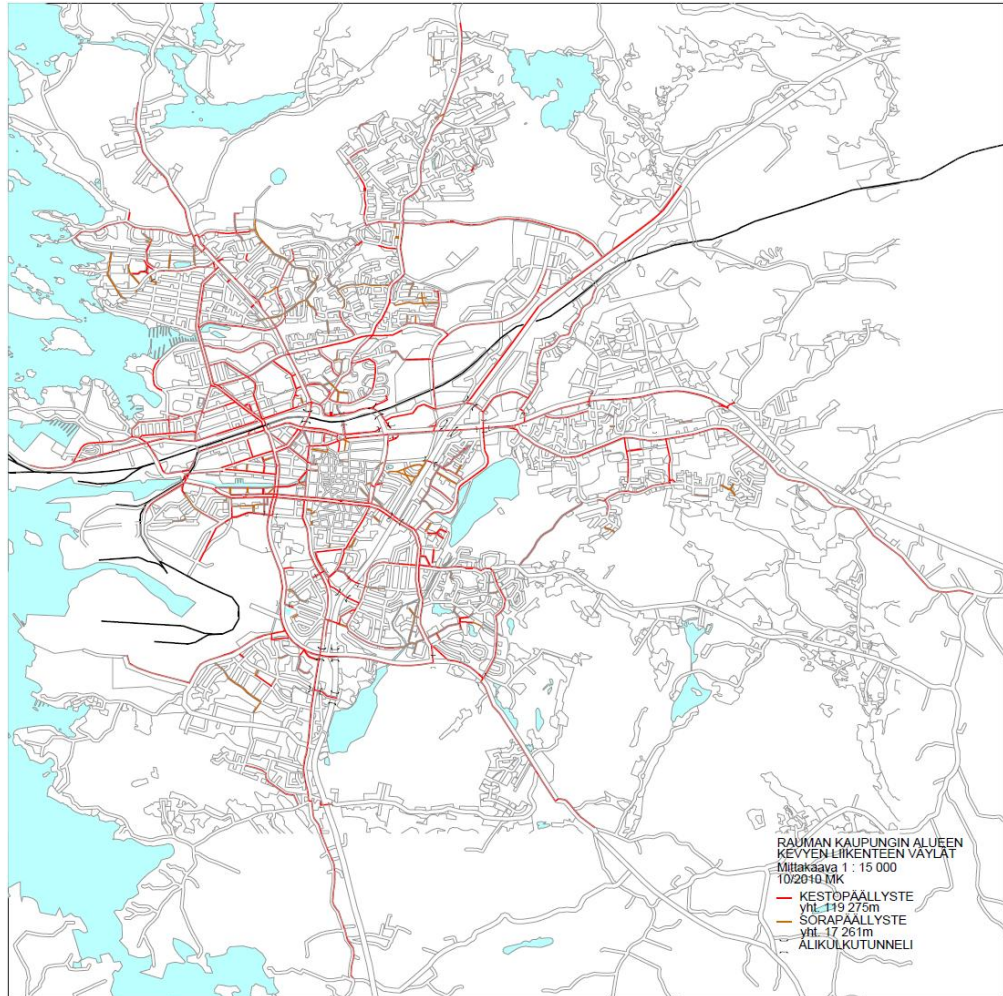 RAUMAN KAUPUNGIN ALUEEN
KEVYEN LIIKENTEEN VÄYLÄT
Mittakaava 1 : 15 000
10/2010 MK
KESTOPÄÄLLYSTE
yht. 119 275m
SORAPÄÄLLYSTE
yht. 17 261m
ALIKULKUTUNNELI